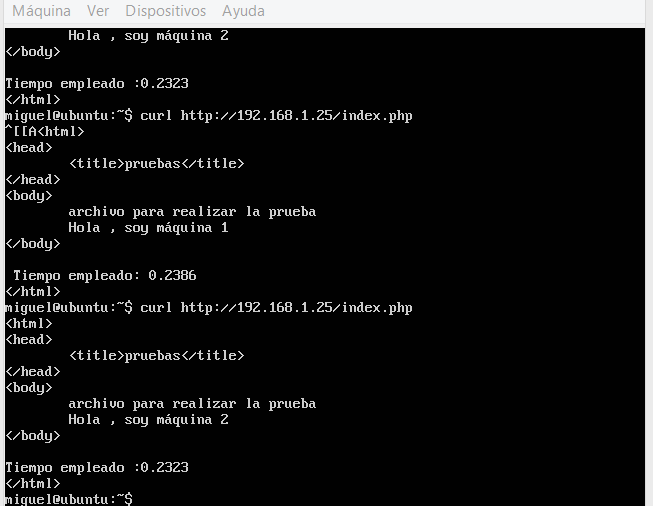 Máquina Ver Dispositivos Ayuda
Hola , soy máquina 2
</body>
Tiempo empleado :0.2323
</html>
miguel@ubuntu:~$ curl http://192.168.1.25/index.php
^[[A<html>
<head>
<title>pruebas</title>
</head>
<body>
archivo para realizar la prueba
Hola , soy máquina 1
</body>
Tiempo empleado: 0.2386
</html>
miguel@ubuntu:~$ curl http://192.168.1.25/index.php
<html>
<head>
<title>pruebas</title>
</head>
<body>
archivo para realizar la prueba
Hola , soy máquina 2
</body>
Tiempo empleado :0.2323
</html>
miguel@ubuntu:~$